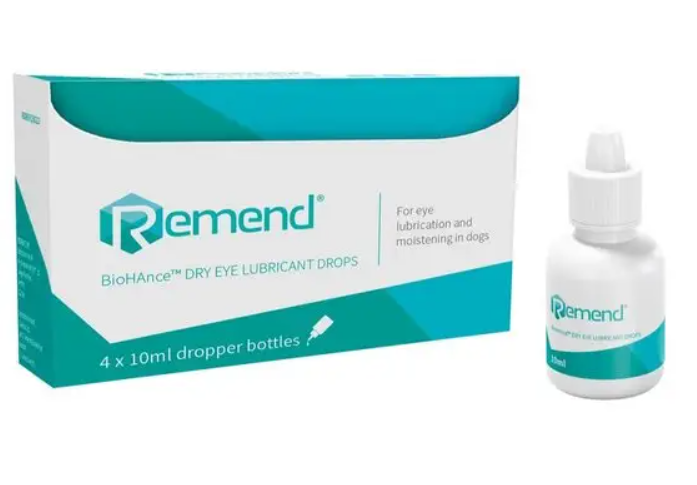 Remend®
BioHAnce™ DRY EYE LUBRICANT DROPS
For eye
lubrication and
moistening in dogs
4 x 10ml dropper bottles
Remend®
BioHAnce™ DRY EYE LUBRICANT DROPS
10ml